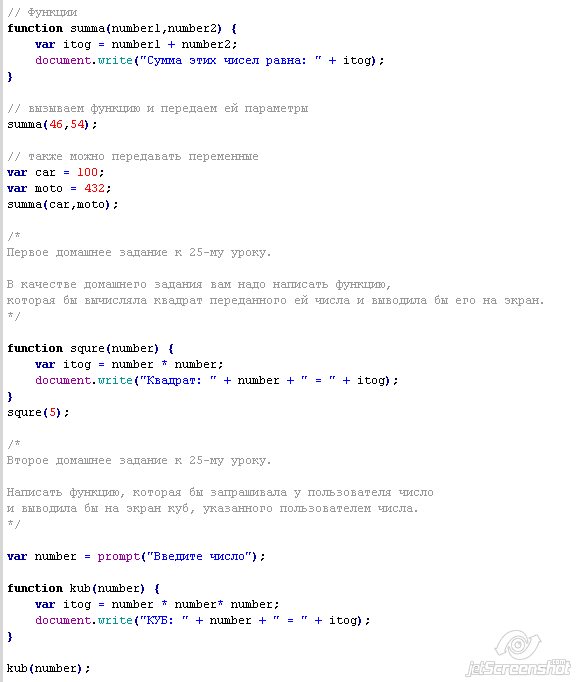 // Функции
function summa(number1,number2) {
    var itog = number1 + number2;
    document.write("Сумма этих чисел равна: " + itog);
}

// вызываем функцию и передаем ей параметры
summa(46,54);

// также можно передавать переменные
var car = 100;
var moto = 432;
summa(car,moto);

/*
Первое домашнее задание к 25-му уроку.

В качестве домашнего задания вам надо написать функцию,
которая бы вычисляла квадрат переданного ей числа и выводила бы его на экран.
*/

function squre(number) {
    var itog = number * number;
    document.write("Квадрат: " + number + " = " + itog);
}
squre(5);

/*
Второе домашнее задание к 25-му уроку.

Написать функцию, которая бы запрашивала у пользователя число
и выводила бы на экран куб, указанного пользователем числа.
*/

var number = prompt("Введите число");

function kub(number) {
    var itog = number * number* number;
    document.write("КУБ: " + number + " = " + itog);
}

kub(number);
jetScreenshot.com